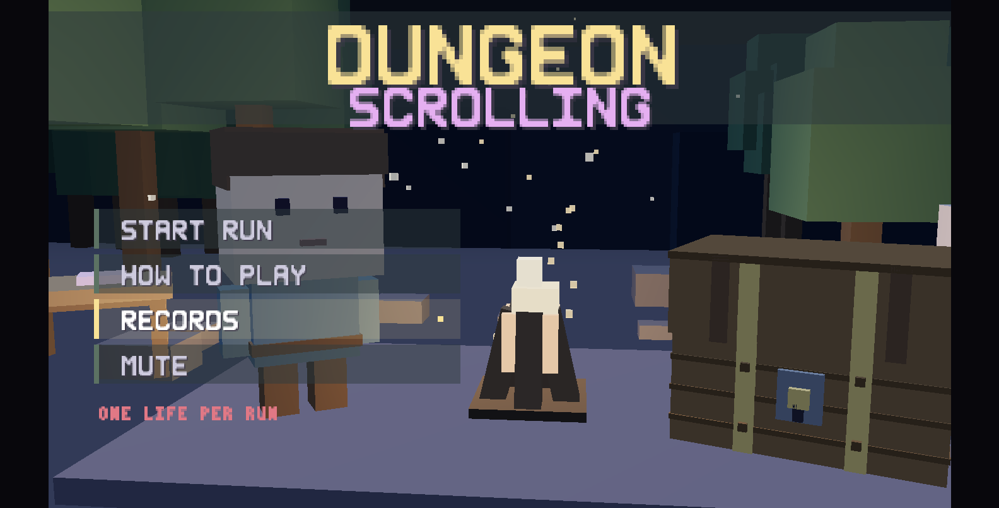 DUNGEON
SCROLLING
START RUN
HOW TO PLAY
RECORDS
MUTE
ONE LIFE PER RUN